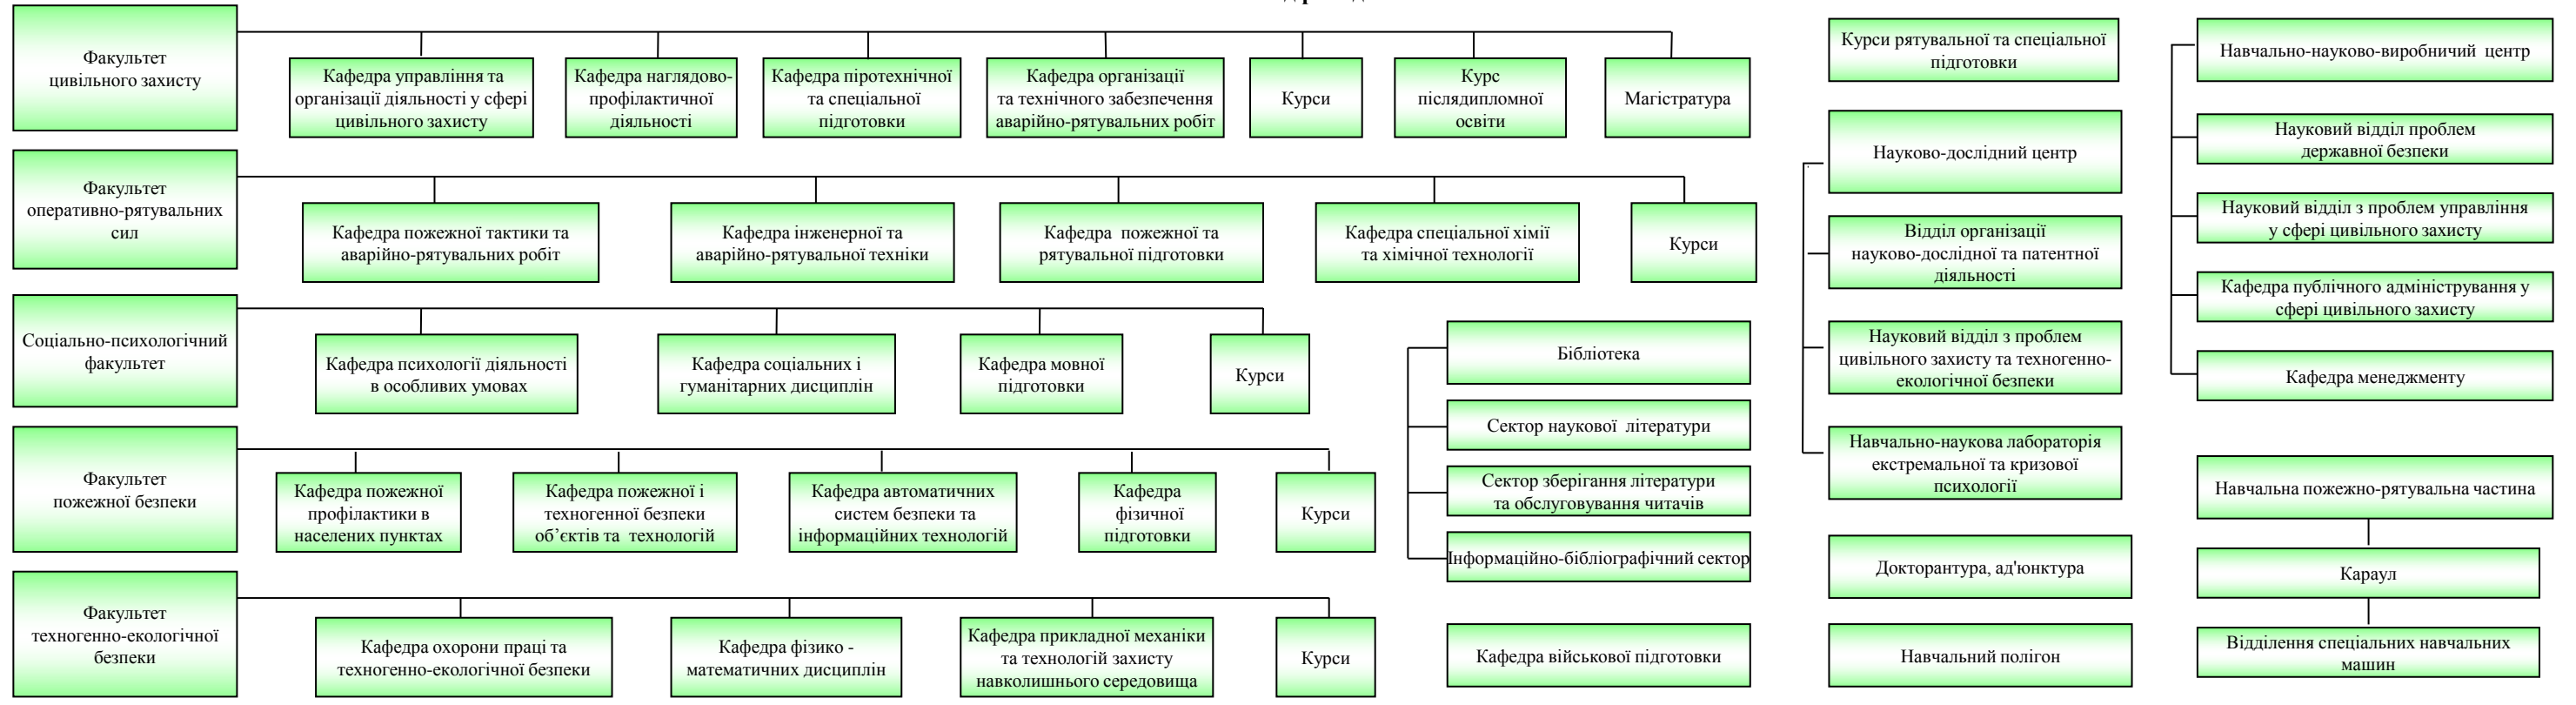 Факультет
цивільного захисту
Кафедра управління та
організації діяльності у сфері
цивільного захисту
Кафедра наглядово-
профілактичної
діяльності
Кафедра піротехнічної
та спеціальної
підготовки
Кафедра організації
та технічного забезпечення
аварійно-рятувальних робіт
Курси
Курс
післядипломної
освіти
Магістратура
Факультет
оперативно-рятувальних
сил
Кафедра пожежної тактики та
аварійно-рятувальних робіт
Кафедра інженерної та
аварійно-рятувальної техніки
Кафедра пожежної та
рятувальної підготовки
Кафедра спеціальної хімії
та хімічної технології
Курси
Соціально-психологічний
факультет
Кафедра психології діяльності
в особливих умовах
Кафедра соціальних і
гуманітарних дисциплін
Кафедра мовної
підготовки
Курси
Факультет
пожежної безпеки
Кафедра пожежної
профілактики в
населених пунктах
Кафедра пожежної і
техногенної безпеки
об’єктів та технологій
Кафедра автоматичних
систем безпеки та
інформаційних технологій
Кафедра
фізичної
підготовки
Курси
Факультет
техногенно-екологічної
безпеки
Кафедра охорони праці та
техногенно-екологічної безпеки
Кафедра фізико -
математичних дисциплін
Кафедра прикладної механіки
та технологій захисту
навколишнього середовища
Курси
Бібліотека
Сектор наукової літератури
Сектор зберігання літератури
та обслуговування читачів
Інформаційно-бібліографічний сектор
Кафедра військової підготовки
Курси рятувальної та спеціальної
підготовки
Науково-дослідний центр
Відділ організації
науково-дослідної та патентної
діяльності
Науковий відділ з проблем
цивільного захисту та техногенно-
екологічної безпеки
Навчально-наукова лабораторія
екстремальної та кризової
психології
Докторантура, ад'юнктура
Навчальний полігон
Навчально-науково-виробничий центр
Науковий відділ проблем
державної безпеки
Науковий відділ з проблем управління
у сфері цивільного захисту
Кафедра публічного адміністрування у
сфері цивільного захисту
Кафедра менеджменту
Навчальна пожежно-рятувальна частина
Караул
Відділення спеціальних навчальних
машин